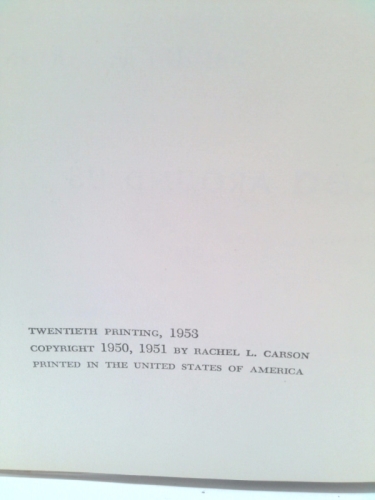 TWENTIETH PRINTING, 1953
COPYRIGHT 1950, 1951 BY RACHEL L. CARSON
PRINTED IN THE UNITED STATES OF AMERICA